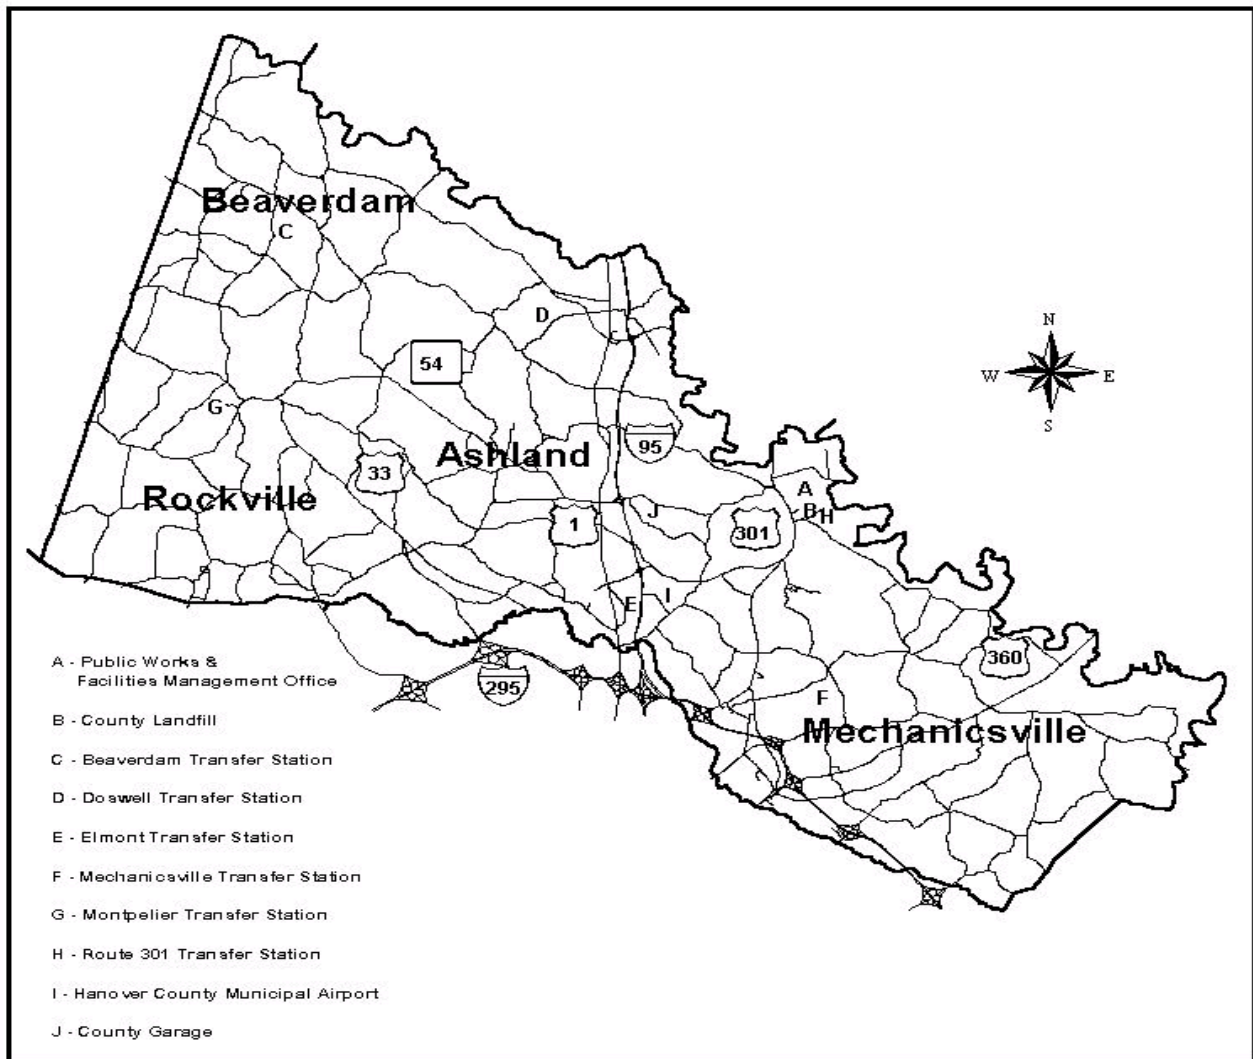 Beaverdam
C
N
D
54
W
E
G
S
Ashland
95
33
A
Rockville
B H
J
1
301
I
E
360
A - Public Works &
Facilities Management Office
295
F
B - County Landfill
Mechanicsville
C - Beaverdam Transfer Station
D - Doswell Transfer Station
E - Elmont Transfer Station
F - Mechanicsville Transfer Station
G - Montpelier Transfer Station
H - Route 301 Transfer Station
I - Hanover County Municipal Airport
J - County Garage